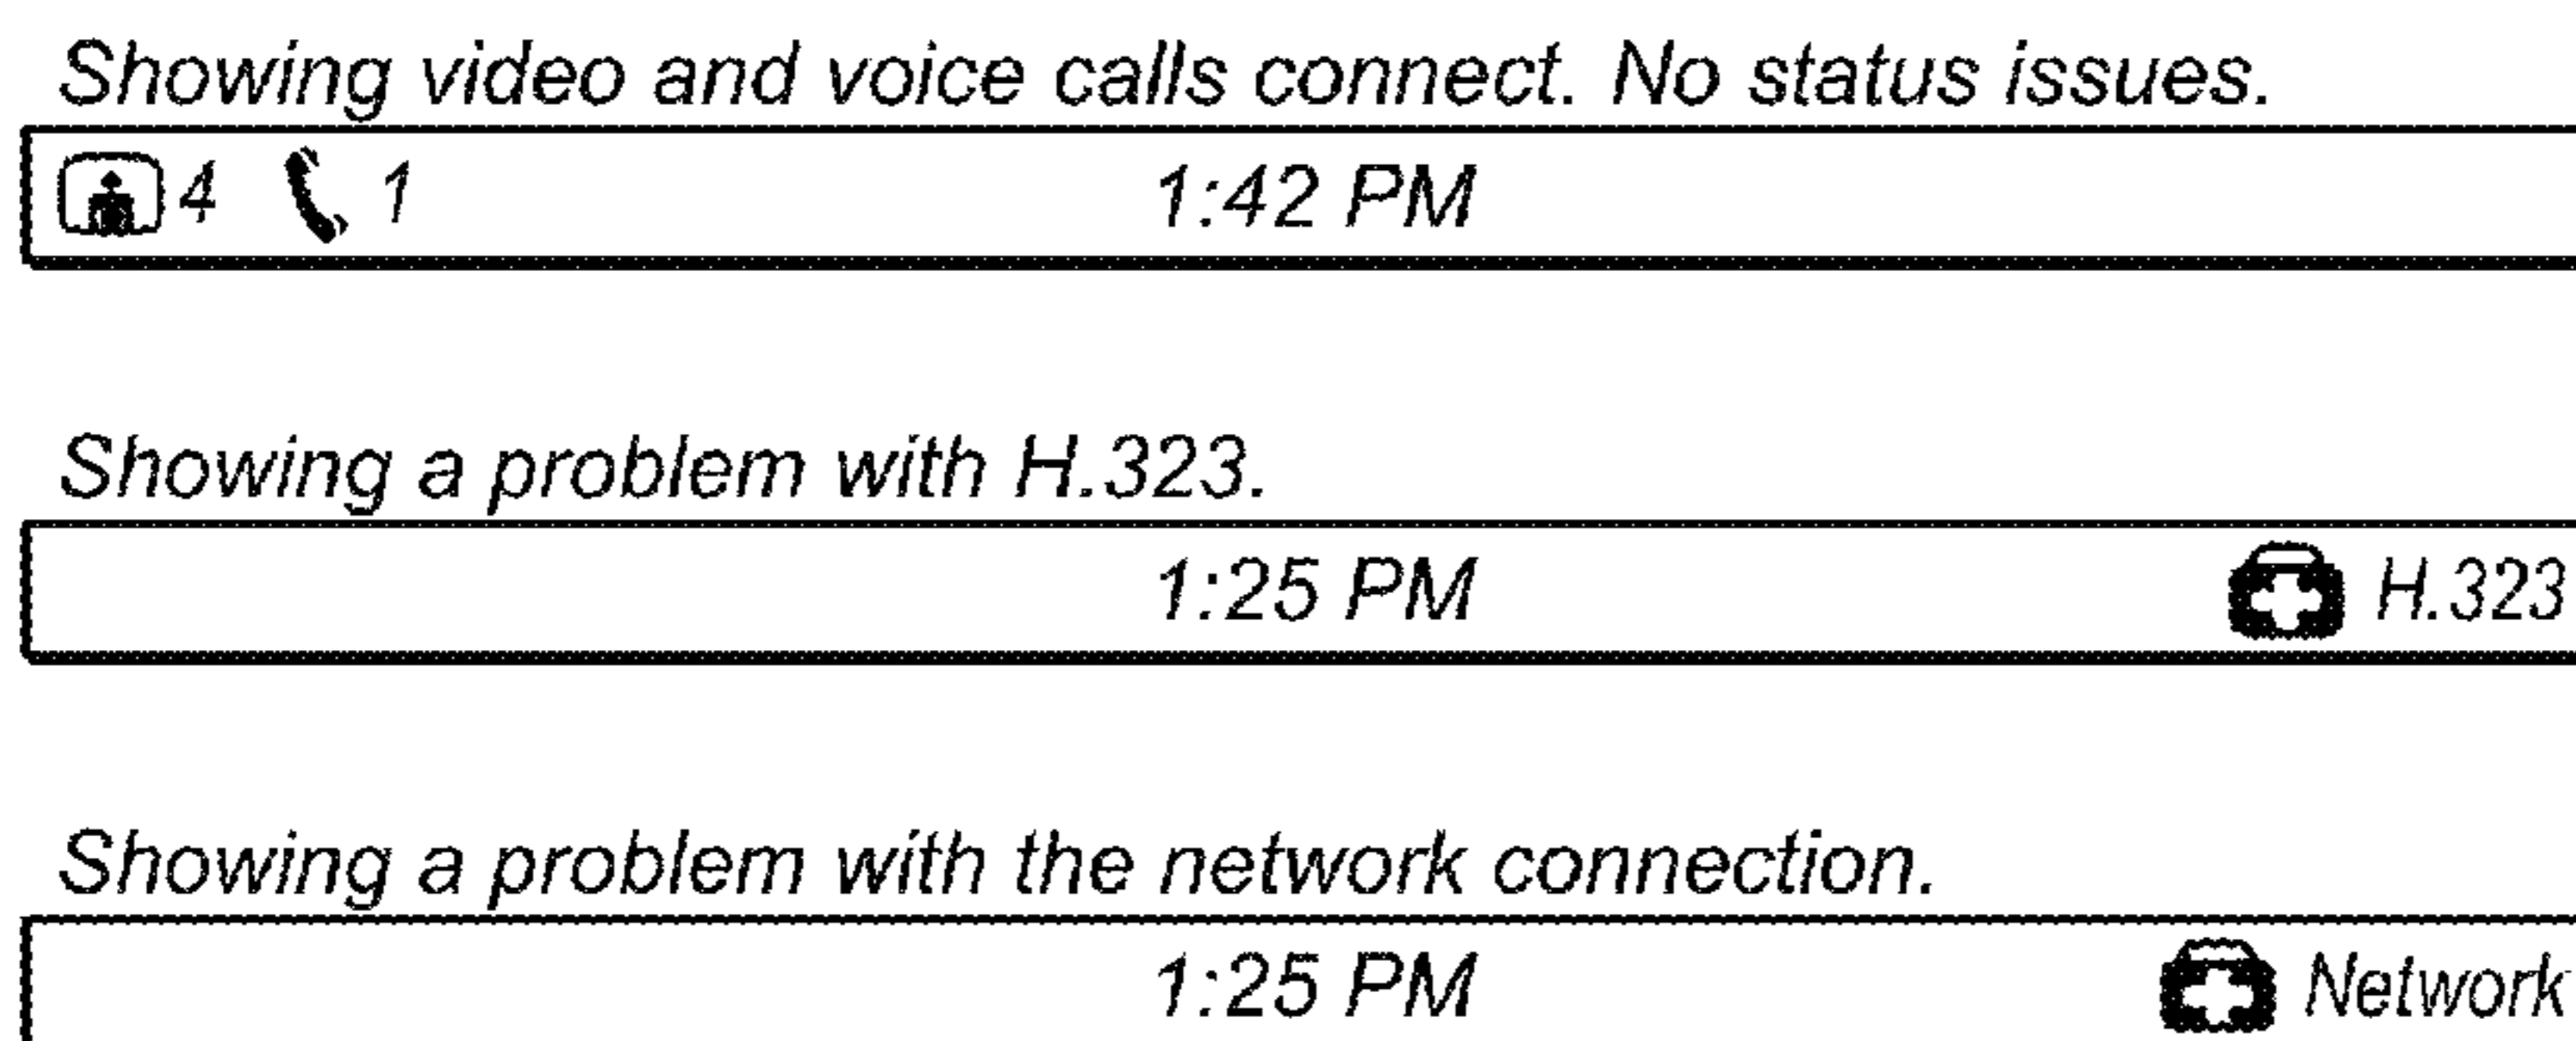 Showing video and voice calls connect. No status issues.
4 1 1:42 PM
Showing a problem with H.323.
1:25 PM H.323
Showing a problem with the network connection.
1:25 PM Network